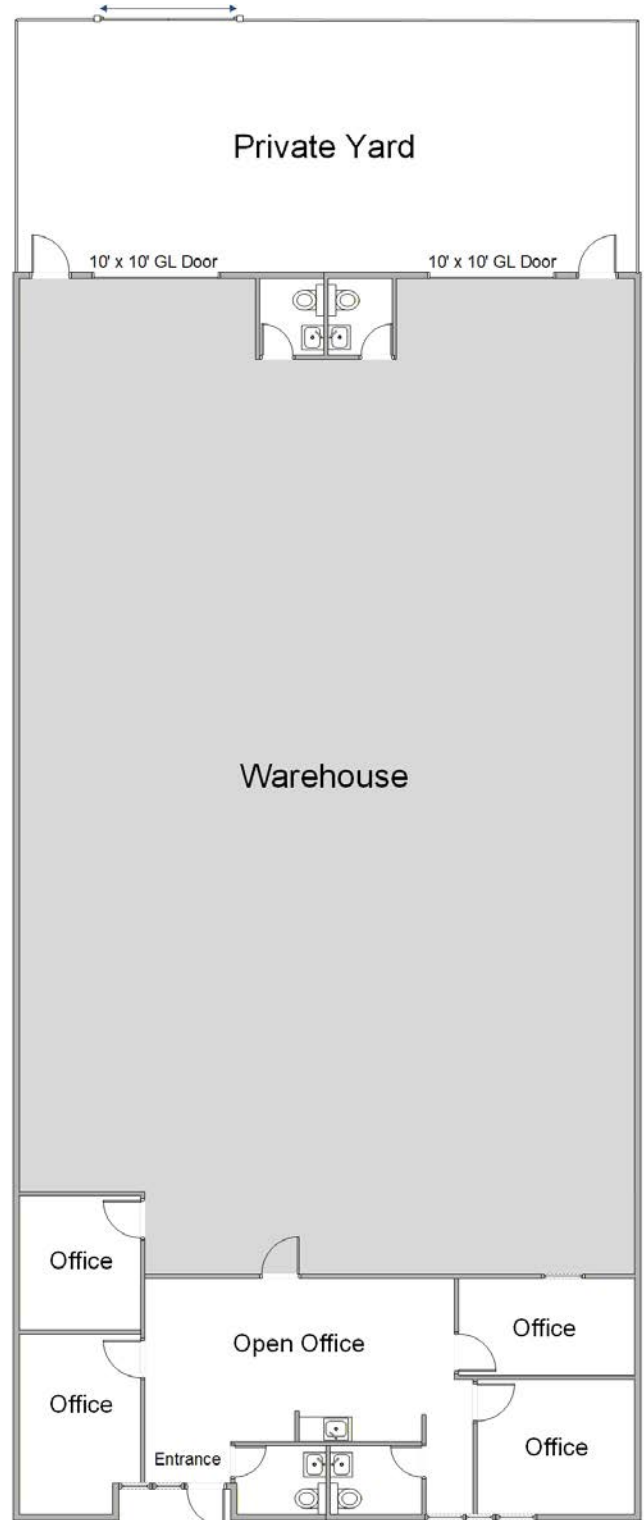 Private Yard
10' x 10' GL Door
10' x 10' GL Door
Warehouse
Office
Open Office
Office
Office
Office
Entrance